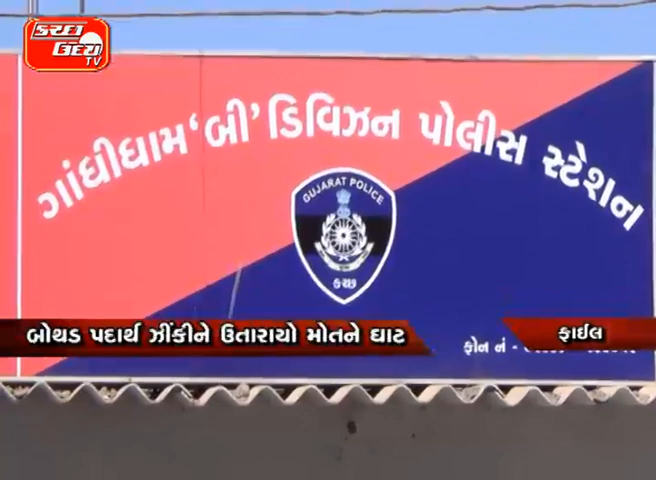 કચ્છ
ઉદય
TV
ગાંધીધામ 'બી' ડિવિઝન પોલીસ સ્ટેશન
GUJARAT POLICE
કચ્છ
બોથડ પદાર્થ ઝીંકીને ઉતારાયો મોતને ઘાટ
ફાઈલ
ફોન નં -